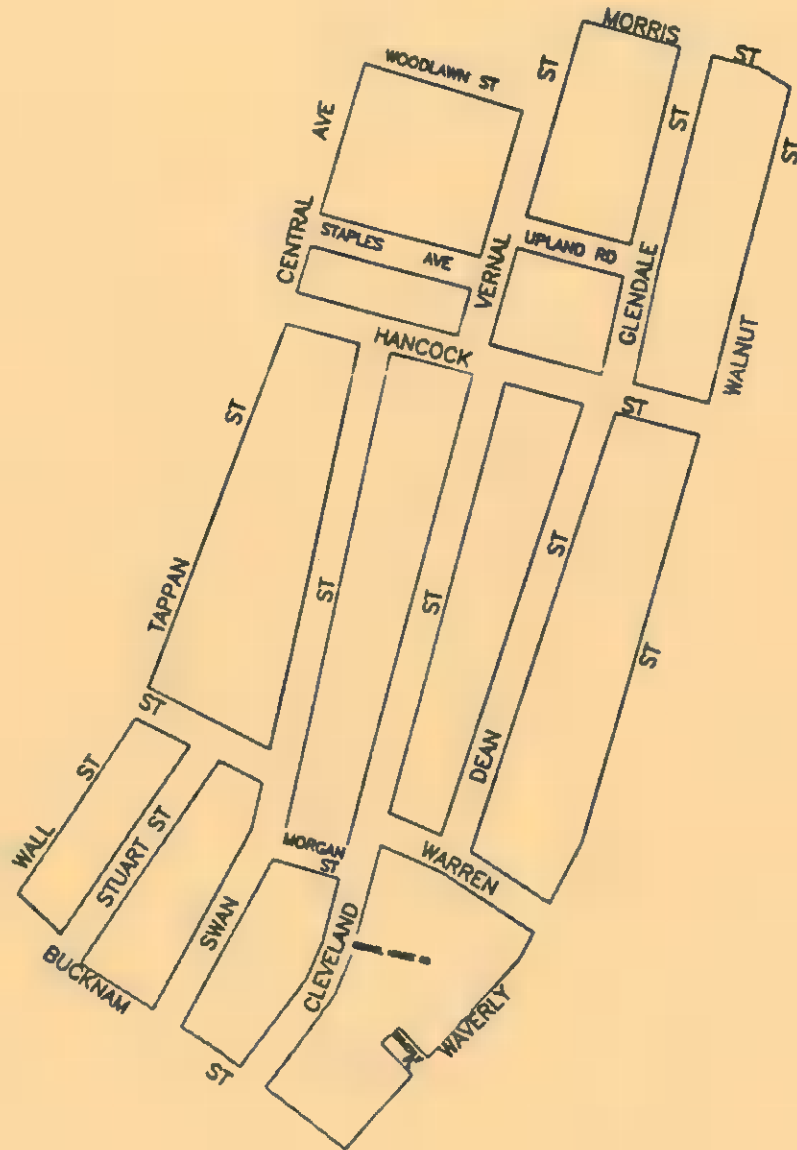 MORRIS
ST
WOODLAWN ST
ST
ST
ST
AVE
CENTRAL
STAPLES
AVE
VERNAL
UPLAND RD
GLENDALE
WALNUT
HANCOCK
ST
ST
ST
ST
ST
ST
TAPPAN
ST
DEAN
WALL
ST
STUART ST
MORGAN
ST
WARREN
SWAN
CLEVELAND
BUCKNAM
ST
WAVERLY